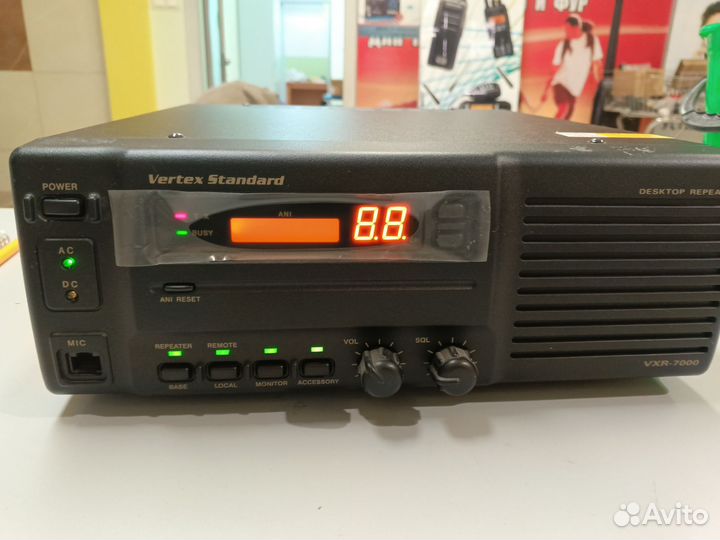 И ФУР
Vertex Standard
DESKTOP REPEA
POWER
ANI
BUSY
8.8.
AC
DC
ANI RESET
MIC
REPEATER
REMOTE
VOL
SQL
BASE
LOCAL
MONITOR
ACCESSORY
VXR-7000
Avito